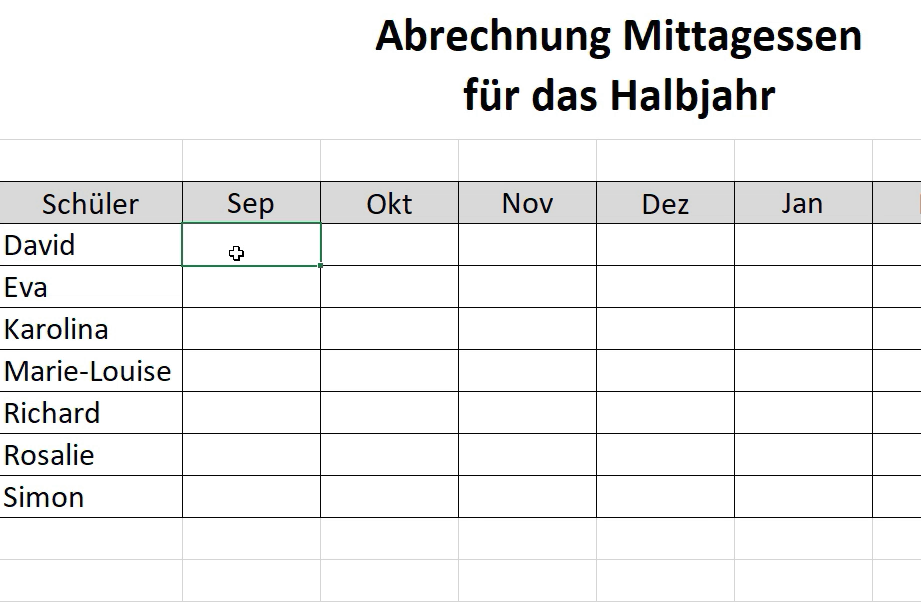 Abrechnung Mittagessen
für das Halbjahr
Schüler Sep Okt Nov Dez Jan
David
Eva
Karolina
Marie-Louise
Richard
Rosalie
Simon